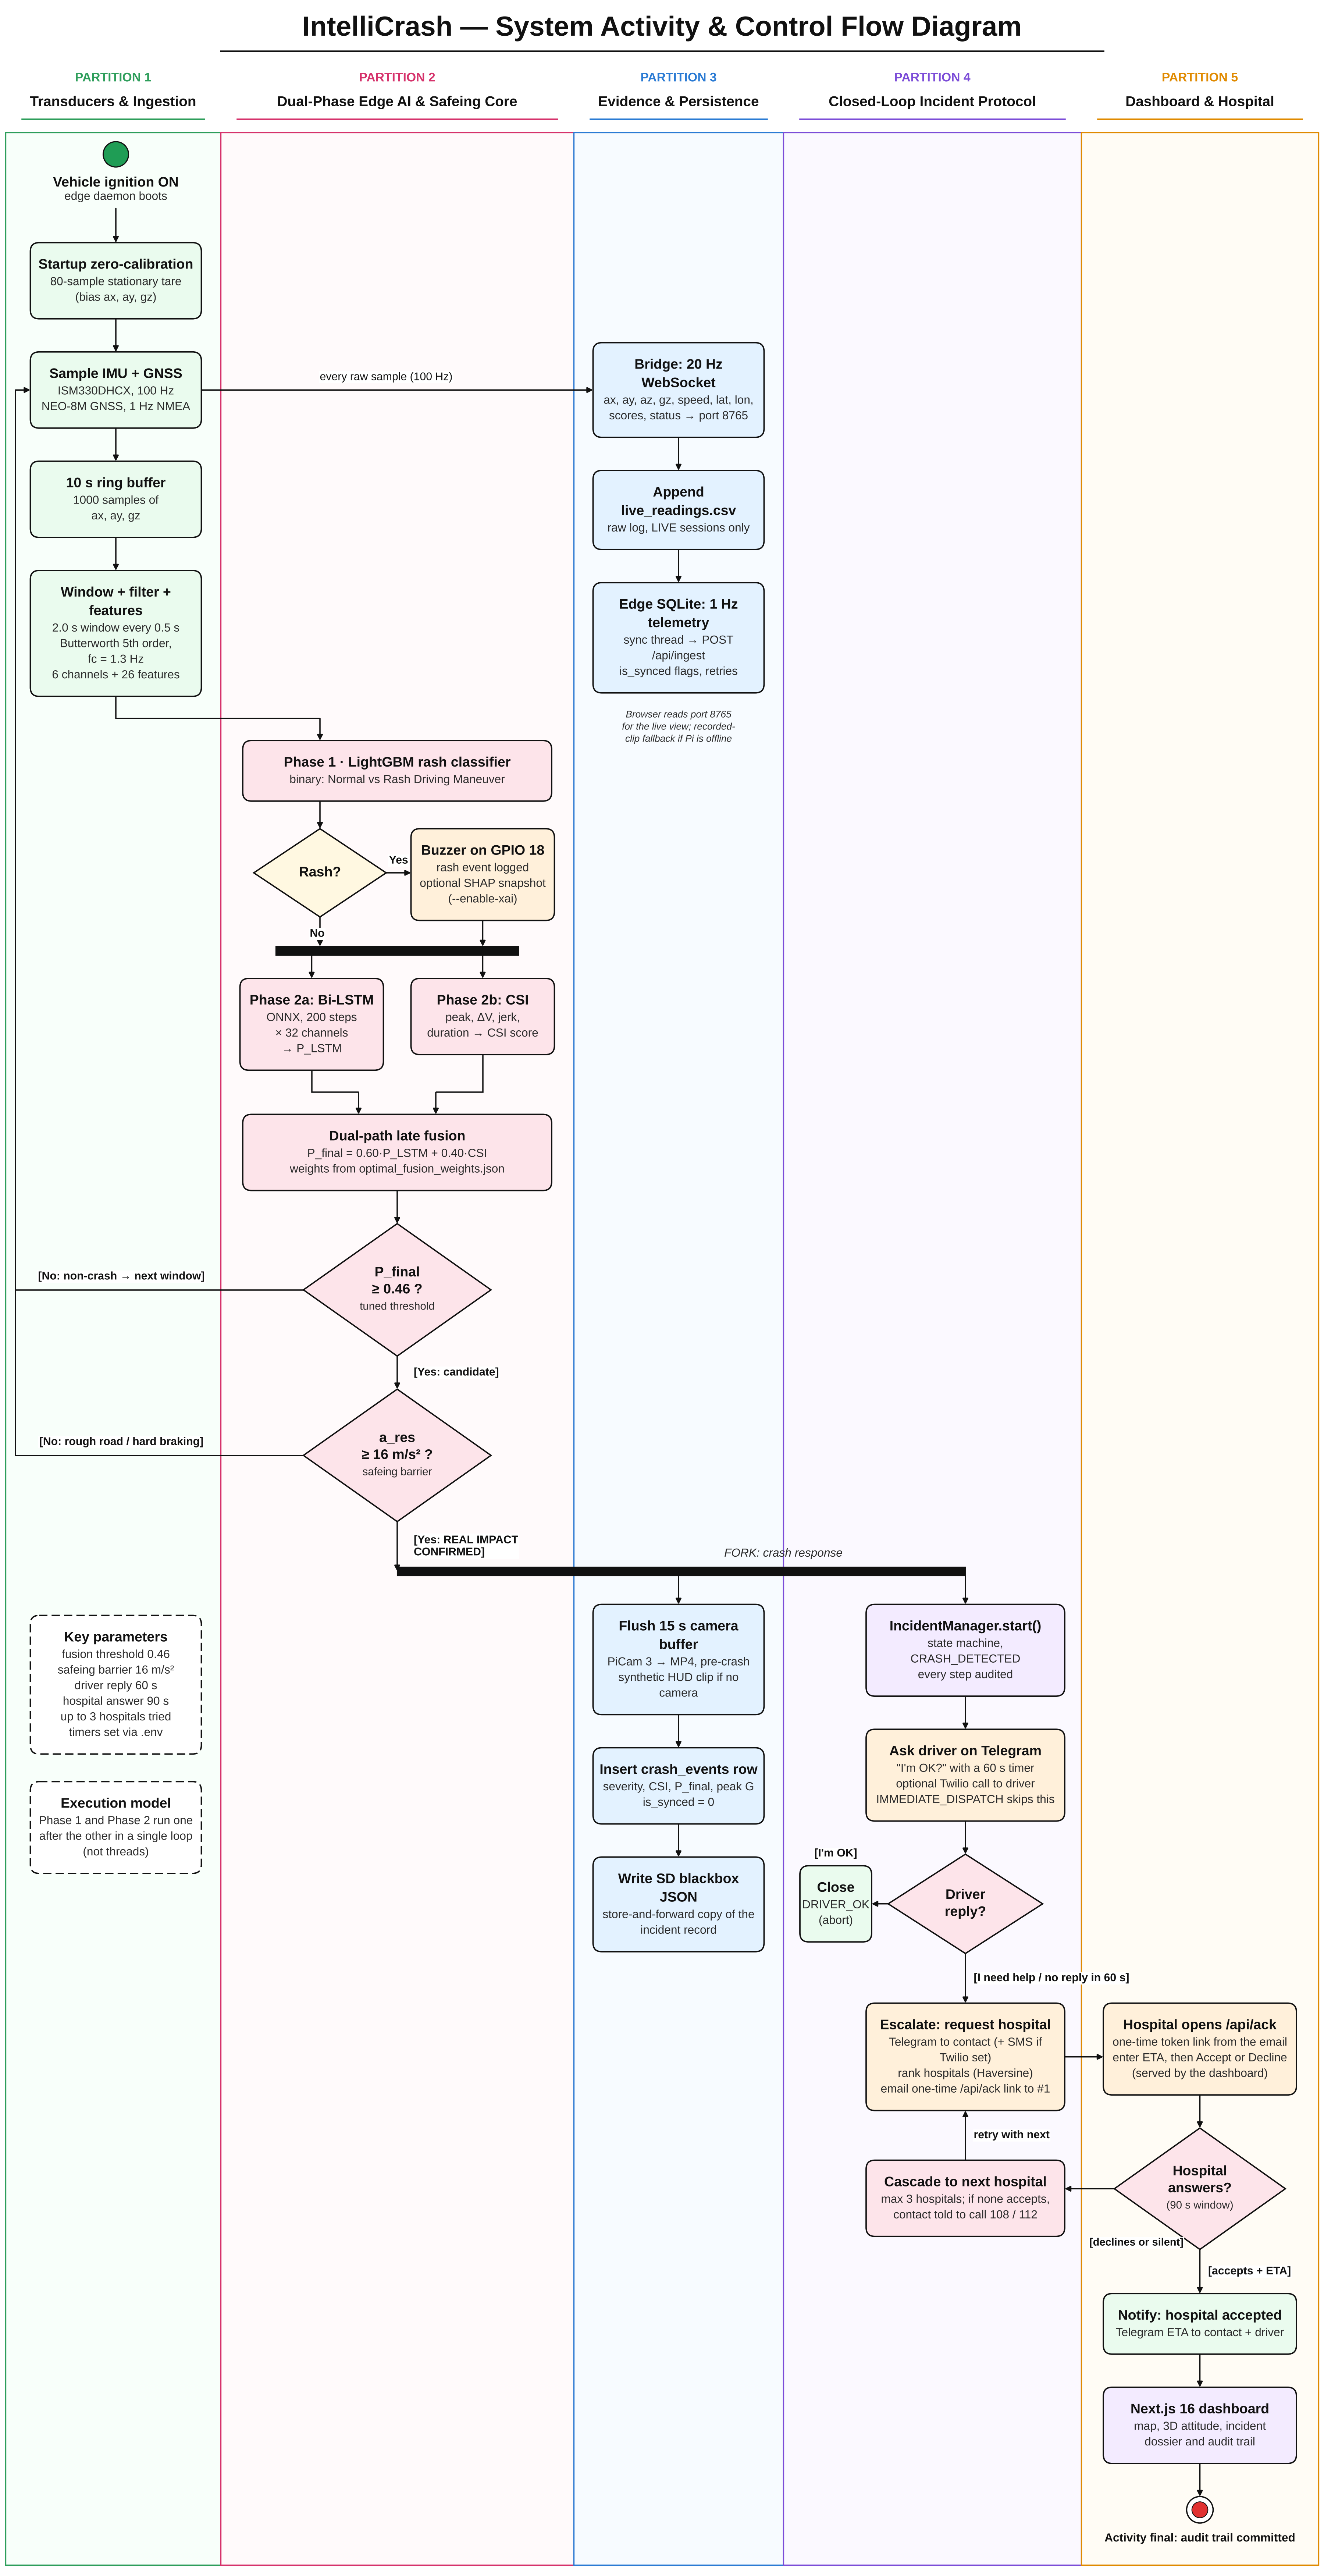 IntelliCrash — System Activity & Control Flow Diagram
PARTITION 1
Transducers & Ingestion
PARTITION 2
Dual-Phase Edge AI & Safeing Core
PARTITION 3
Evidence & Persistence
PARTITION 4
Closed-Loop Incident Protocol
PARTITION 5
Dashboard & Hospital
Vehicle ignition ON
edge daemon boots
Startup zero-calibration
80-sample stationary tare
(bias ax, ay, gz)
Sample IMU + GNSS
ISM330DHCX, 100 Hz
NEO-8M GNSS, 1 Hz NMEA
every raw sample (100 Hz)
10 s ring buffer
1000 samples of
ax, ay, gz
Window + filter +
features
2.0 s window every 0.5 s
Butterworth 5th order,
fc = 1.3 Hz
6 channels + 26 features
Bridge: 20 Hz
WebSocket
ax, ay, az, gz, speed, lat, lon,
scores, status → port 8765
Append
live_readings.csv
raw log, LIVE sessions only
Edge SQLite: 1 Hz
telemetry
sync thread → POST
/api/ingest
is_synced flags, retries
Browser reads port 8765
for the live view; recorded-
clip fallback if Pi is offline
Phase 1 · LightGBM rash classifier
binary: Normal vs Rash Driving Maneuver
Rash?
Yes
Buzzer on GPIO 18
rash event logged
optional SHAP snapshot
(--enable-xai)
No
Phase 2a: Bi-LSTM
ONNX, 200 steps
× 32 channels
→ P_LSTM
Phase 2b: CSI
peak, ΔV, jerk,
duration → CSI score
Dual-path late fusion
P_final = 0.60·P_LSTM + 0.40·CSI
weights from optimal_fusion_weights.json
P_final
≥ 0.46 ?
tuned threshold
[No: non-crash → next window]
[Yes: candidate]
a_res
≥ 16 m/s² ?
safeing barrier
[No: rough road / hard braking]
[Yes: REAL IMPACT
CONFIRMED]
FORK: crash response
Key parameters
fusion threshold 0.46
safeing barrier 16 m/s²
driver reply 60 s
hospital answer 90 s
up to 3 hospitals tried
timers set via .env
Execution model
Phase 1 and Phase 2 run one
after the other in a single loop
(not threads)
Flush 15 s camera
buffer
PiCam 3 → MP4, pre-crash
synthetic HUD clip if no
camera
Insert crash_events row
severity, CSI, P_final, peak G
is_synced = 0
Write SD blackbox
JSON
store-and-forward copy of the
incident record
IncidentManager.start()
state machine,
CRASH_DETECTED
every step audited
Ask driver on Telegram
"I'm OK?" with a 60 s timer
optional Twilio call to driver
IMMEDIATE_DISPATCH skips this
[I'm OK]
Close
DRIVER_OK
(abort)
Driver
reply?
[I need help / no reply in 60 s]
Escalate: request hospital
Telegram to contact (+ SMS if
Twilio set)
rank hospitals (Haversine)
email one-time /api/ack link to #1
retry with next
Cascade to next hospital
max 3 hospitals; if none accepts,
contact told to call 108 / 112
Hospital opens /api/ack
one-time token link from the email
enter ETA, then Accept or Decline
(served by the dashboard)
Hospital
answers?
(90 s window)
[declines or silent]
[accepts + ETA]
Notify: hospital accepted
Telegram ETA to contact + driver
Next.js 16 dashboard
map, 3D attitude, incident
dossier and audit trail
Activity final: audit trail committed